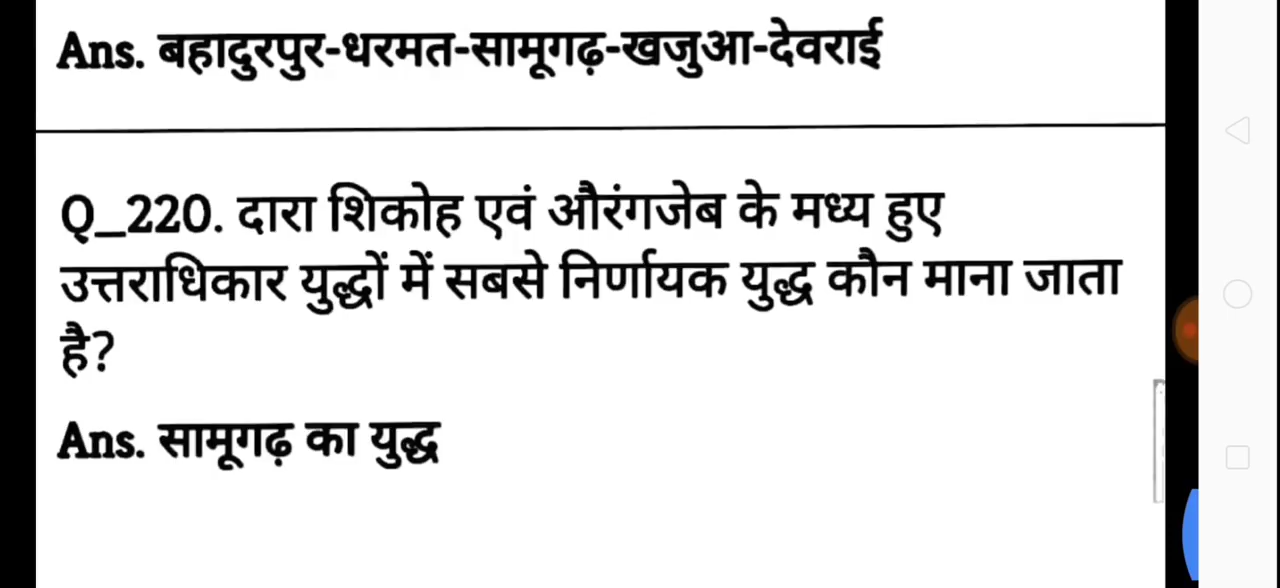 Ans. बहादुरपुर-धरमत-सामूगढ़-खजुआ-देवराई
Q_220. दारा शिकोह एवं औरंगजेब के मध्य हुए
उत्तराधिकार युद्धों में सबसे निर्णायक युद्ध कौन माना जाता
है?
Ans. सामूगढ़ का युद्ध